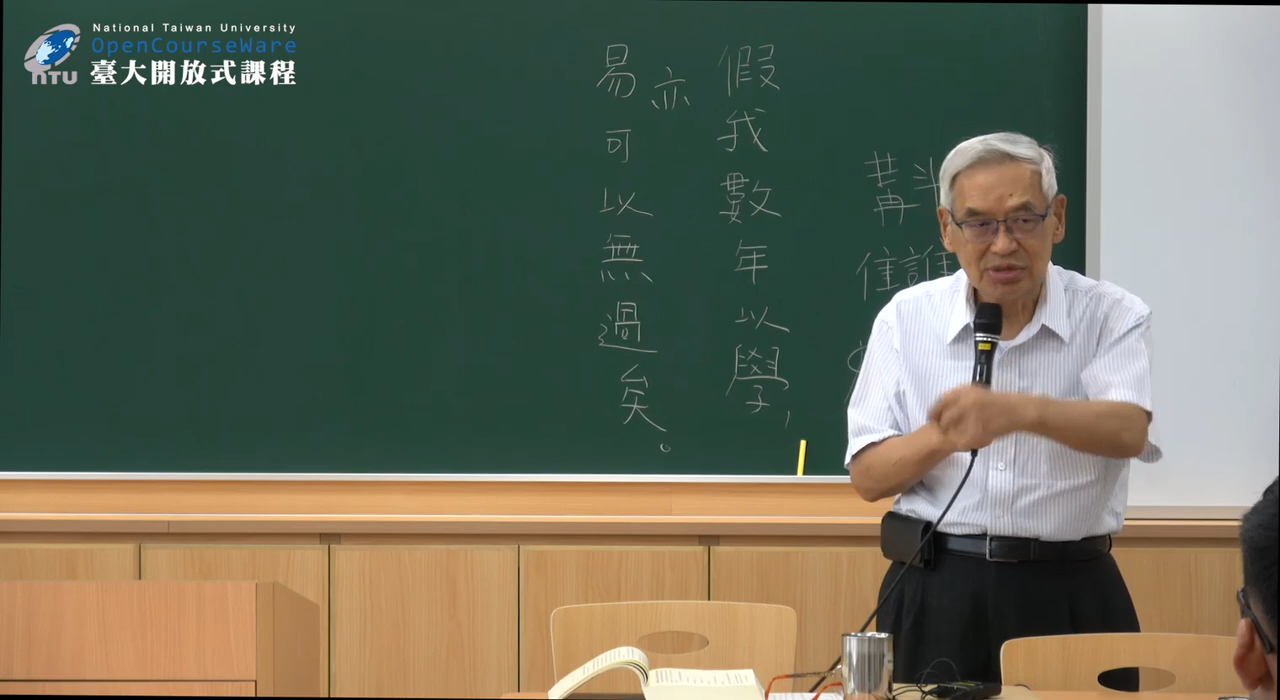 National Taiwan University
OpenCourseWare
nTU 臺大開放式課程
假我數年以學,
亦
易可以無過矣。